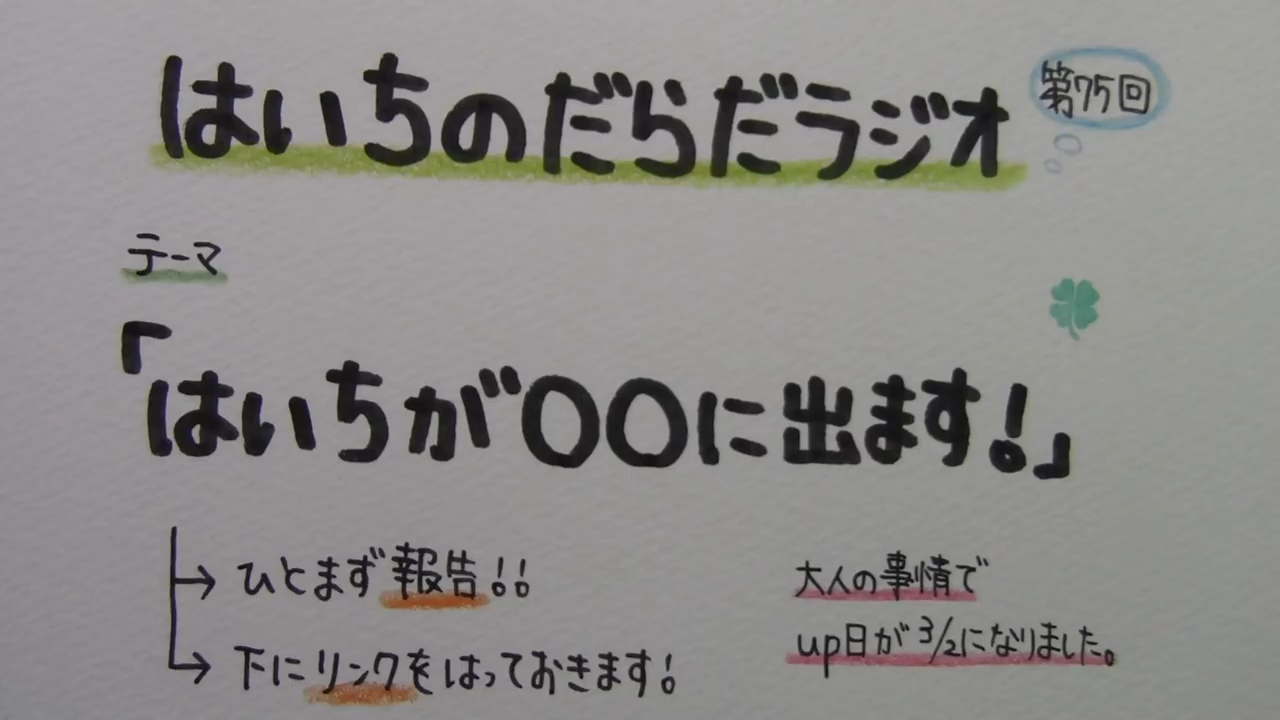 はいちのだらだラジオ
第75回
テーマ
「はいちが〇〇に出ます!」
ひとまず報告!!
下にリンクをはっておきます!
大人の事情で
up日が3/2になりました。